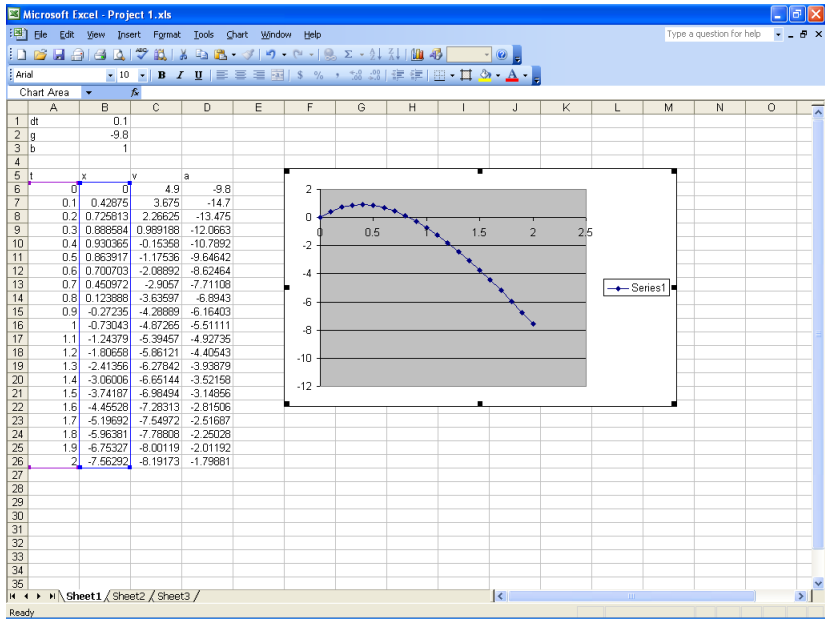 Microsoft Excel - Project 1.xls
File Edit View Insert Format Tools Chart Window Help Type a question for help
Arial 10 B I U $ % ,
Chart Area fx
A B C D E F G H I J K L M N O
1 dt 0.1
2 g -9.8
3 b 1
4
5 t x v a
6 0 0 4.9 -9.8
7 0.1 0.42875 3.675 -14.7
8 0.2 0.725813 2.26625 -13.475
9 0.3 0.888584 0.989188 -12.0663
10 0.4 0.930365 -0.15358 -10.7892
11 0.5 0.863917 -1.17536 -9.64642
12 0.6 0.700703 -2.08892 -8.62464
13 0.7 0.450972 -2.9057 -7.71108
14 0.8 0.123888 -3.63597 -6.8943
15 0.9 -0.27235 -4.28889 -6.16403
16 1 -0.73043 -4.87265 -5.51111
17 1.1 -1.24379 -5.39457 -4.92735
18 1.2 -1.80658 -5.86121 -4.40543
19 1.3 -2.41356 -6.27842 -3.93879
20 1.4 -3.06006 -6.65144 -3.52158
21 1.5 -3.74187 -6.98494 -3.14856
22 1.6 -4.45528 -7.28313 -2.81506
23 1.7 -5.19692 -7.54972 -2.51687
24 1.8 -5.96381 -7.78808 -2.25028
25 1.9 -6.75327 -8.00119 -2.01192
26 2 -7.56292 -8.19173 -1.79881
27
28
29
30
31
32
33
34
35
2
0
-2
-4
-6
-8
-10
-12
0 0.5 1 1.5 2 2.5
Series1
Sheet1 Sheet2 Sheet3
Ready